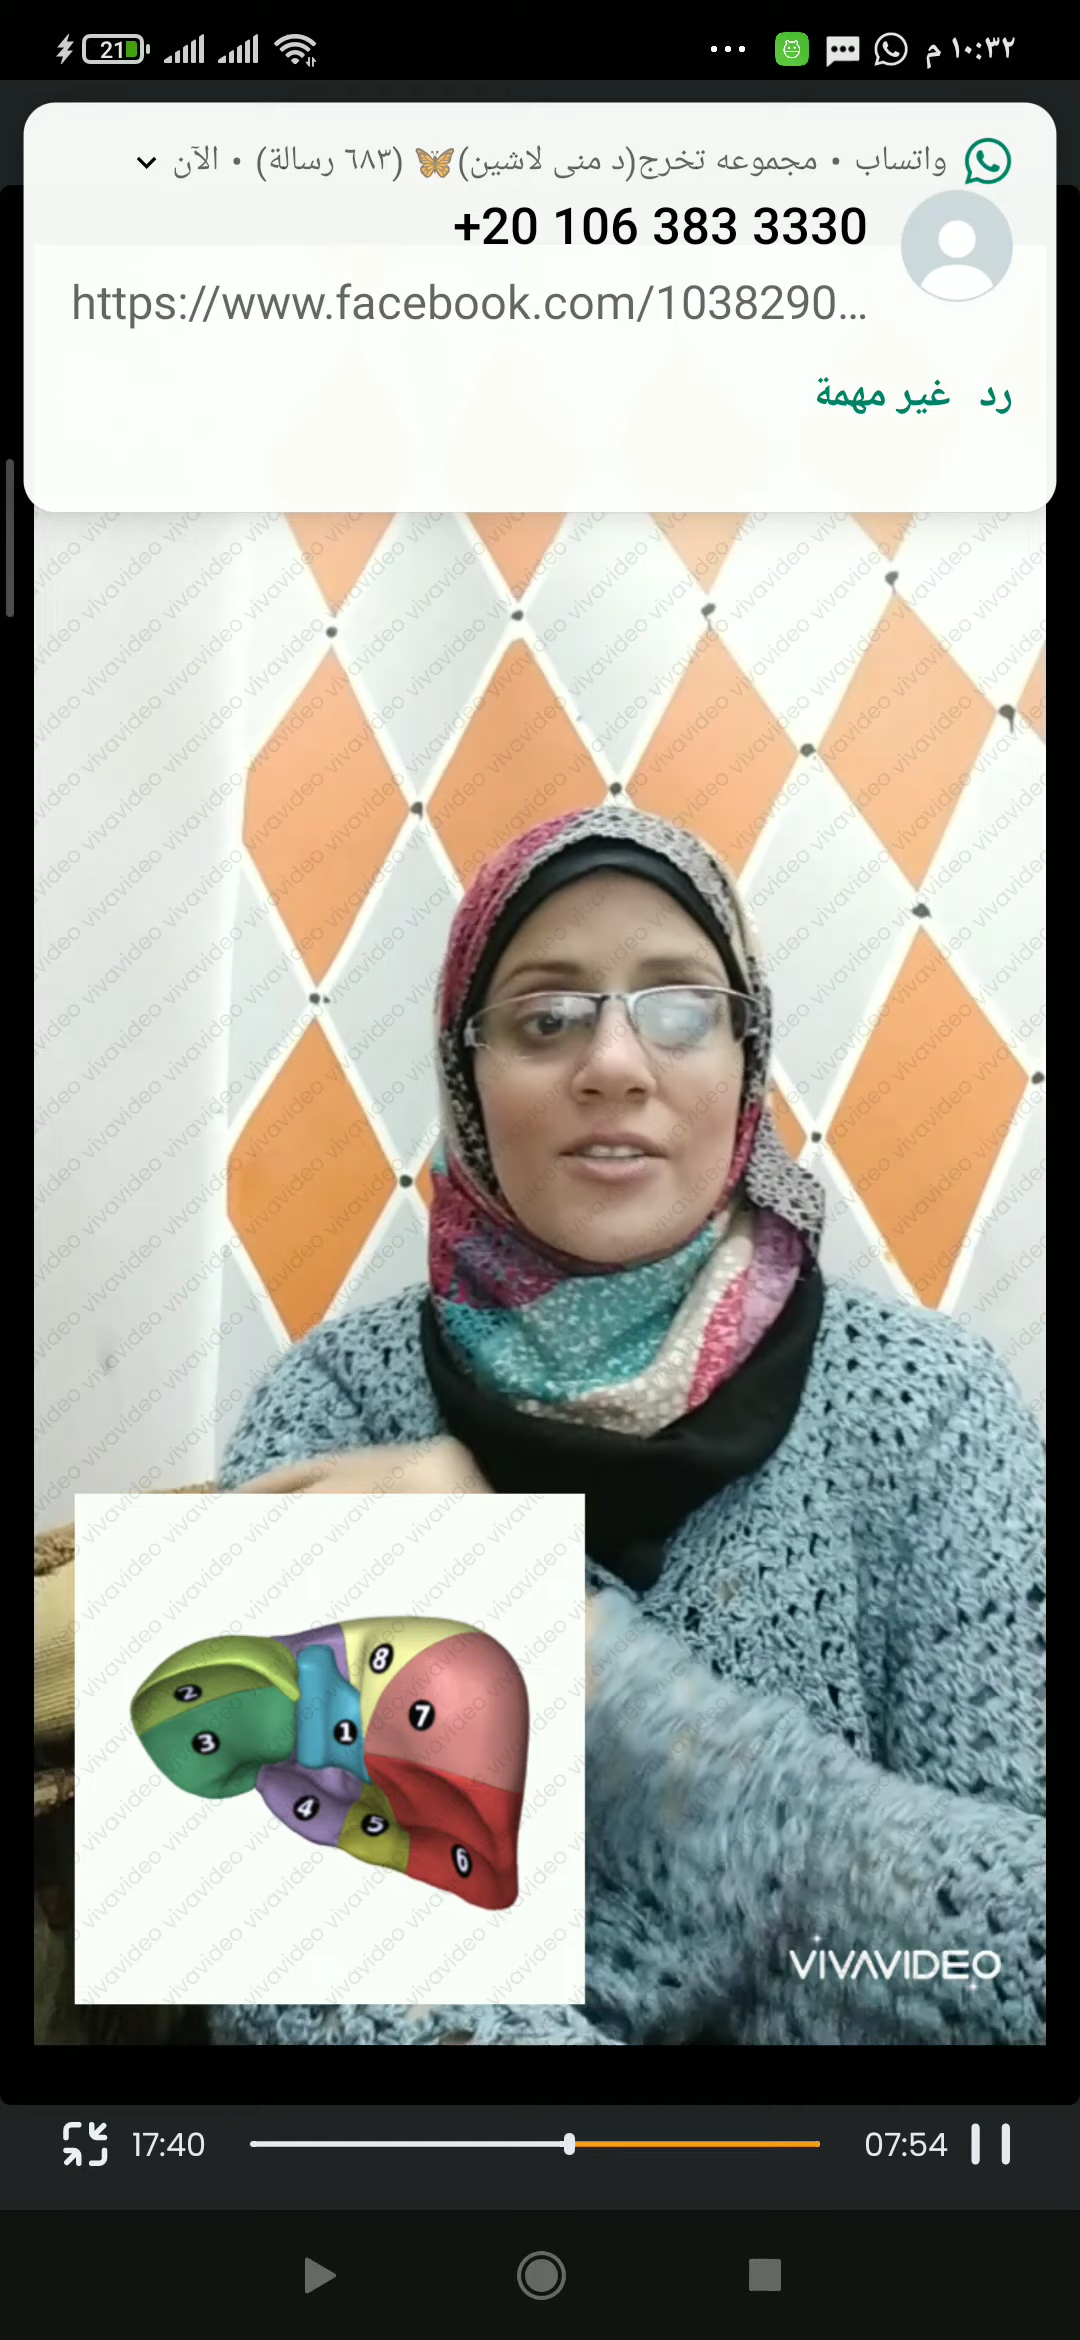 21 ... ١٠:٣٢ م
واتساب • مجموعه تخرج(د منى لاشين)🦋 (٦٨٣ رسالة) • الآن
+20 106 383 3330
https://www.facebook.com/1038290...
رد غير مهمة
8
2
7
3
1
4
5
6
VIVAVIDEO
17:40 07:54